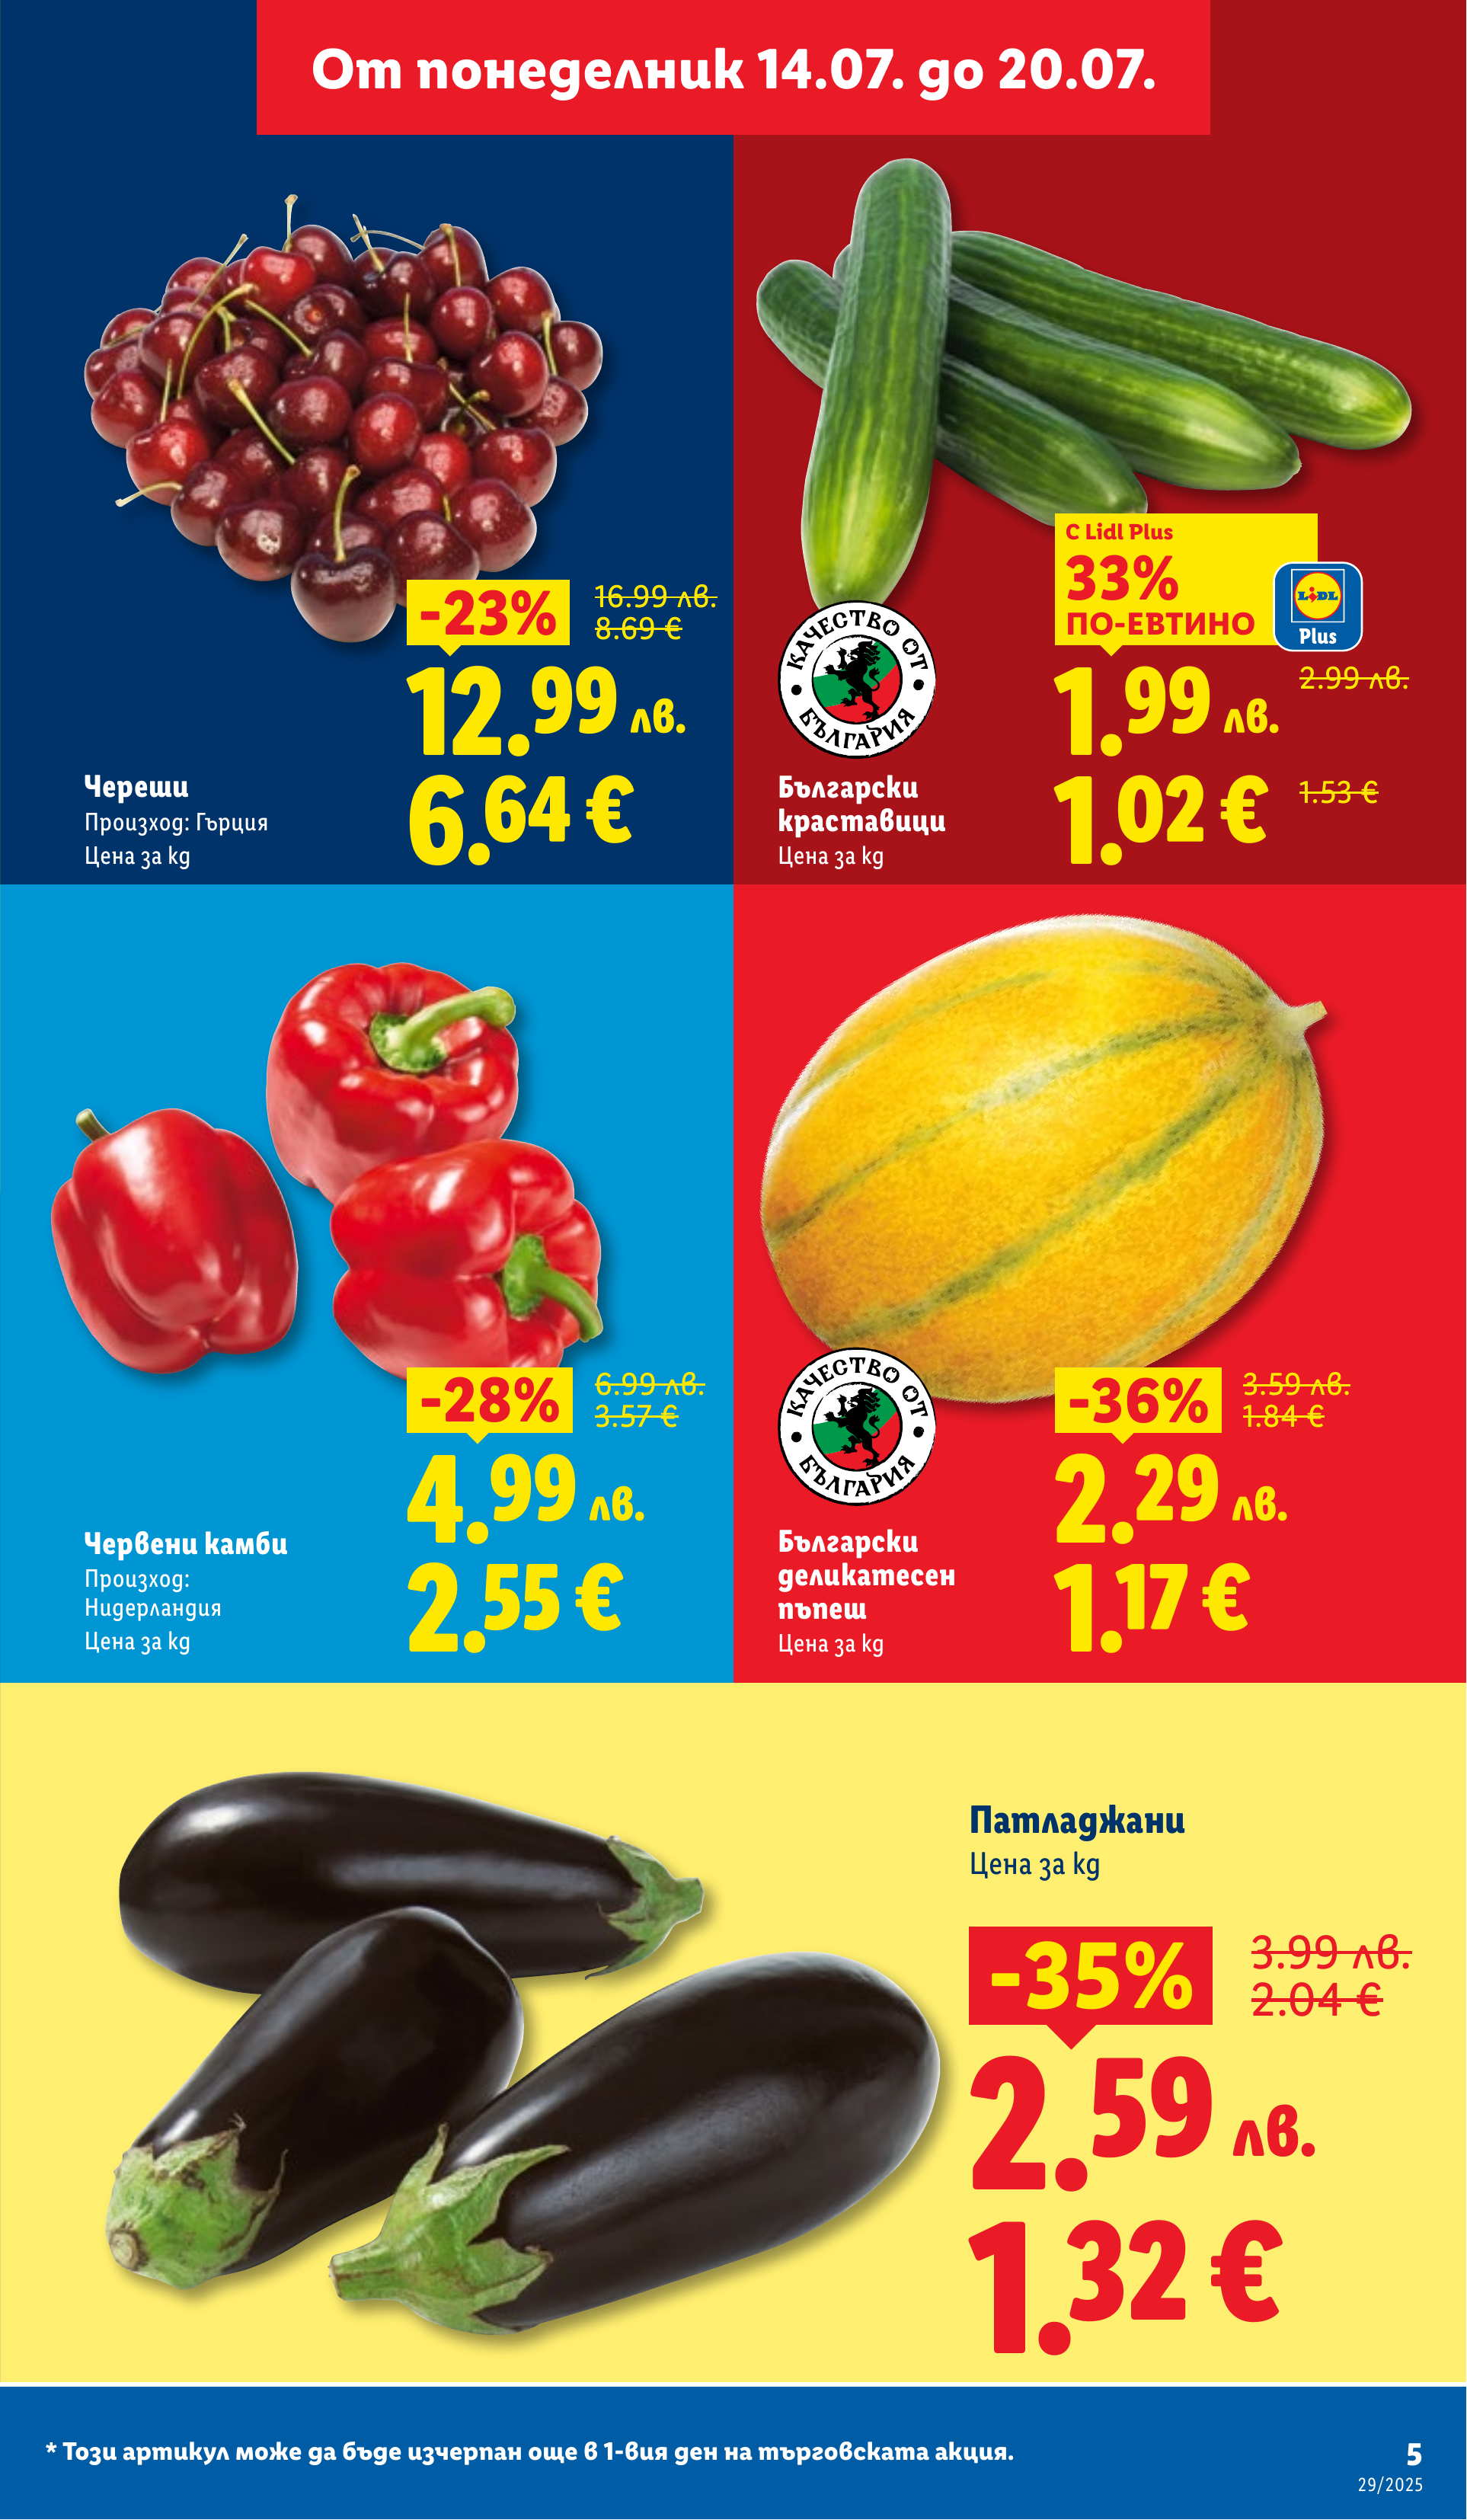 От понеделник 14.07. до 20.07.
-23%
16.99 лв.
8.69 €
12.99 лв.
6.64 €
Череши
Произход: Гърция
Цена за kg
С Lidl Plus
33%
ПО-ЕВТИНО
LIDL
Plus
КАЧЕСТВО ОТ
БЪЛГАРИЯ
1.99 лв.
2.99 лв.
1.02 €
1.53 €
Български
краставици
Цена за kg
-28%
6.99 лв.
3.57 €
4.99 лв.
2.55 €
Червени камби
Произход:
Нидерландия
Цена за kg
КАЧЕСТВО ОТ
БЪЛГАРИЯ
-36%
3.59 лв.
1.84 €
2.29 лв.
1.17 €
Български
деликатесен
пъпеш
Цена за kg
Патладжани
Цена за kg
-35%
3.99 лв.
2.04 €
2.59 лв.
1.32 €
* Този артикул може да бъде изчерпан още в 1-вия ден на търговската акция.
5
29/2025